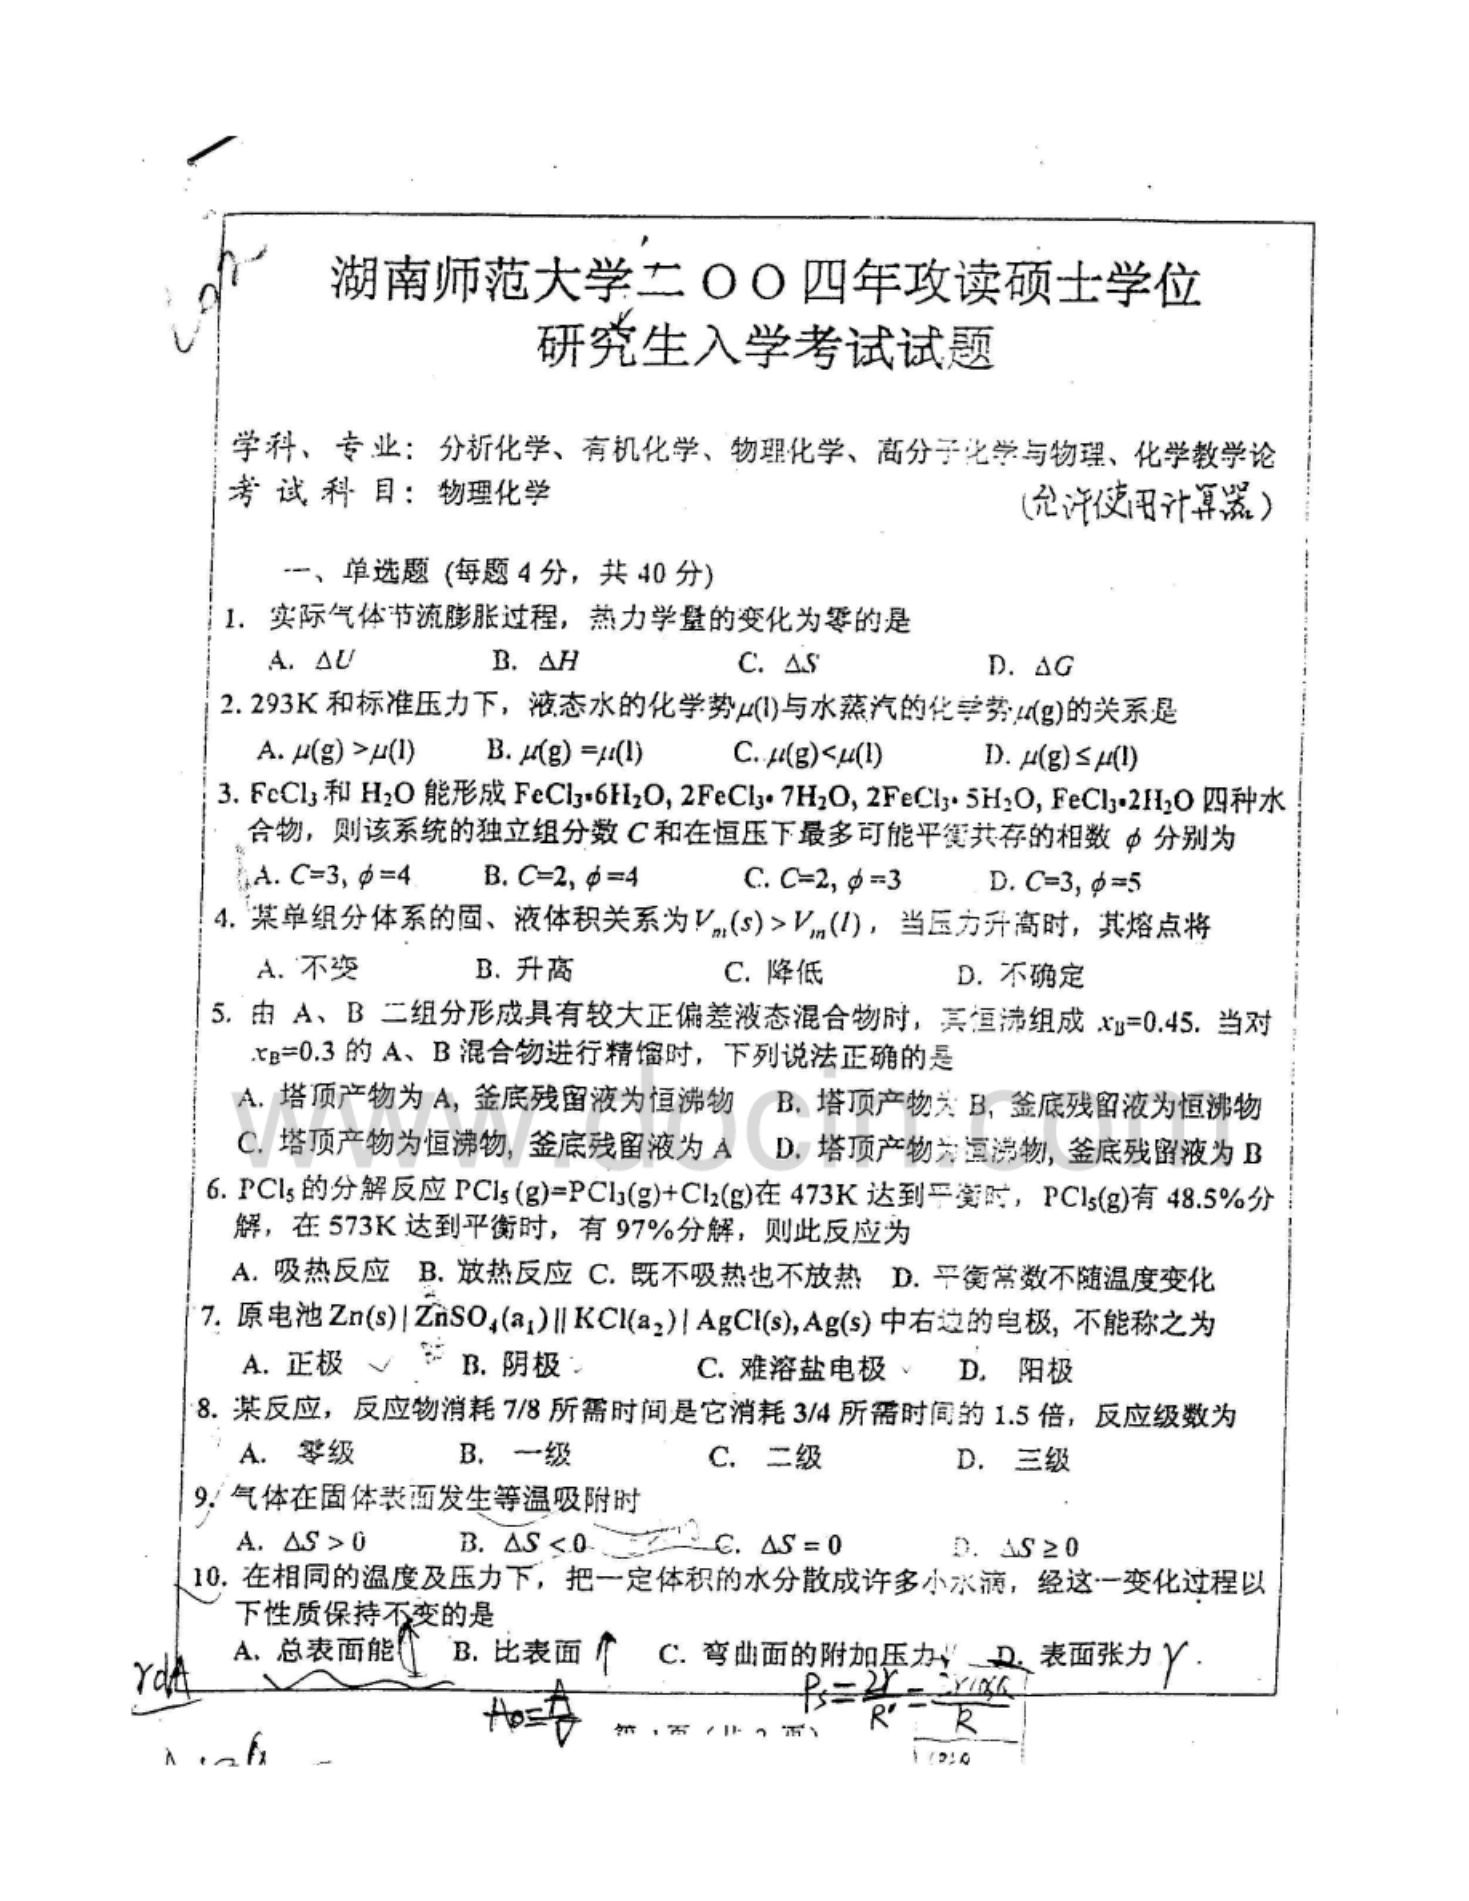 湖南师范大学二〇〇四年攻读硕士学位
研究生入学考试试题
学科、专业：分析化学、有机化学、物理化学、高分子化学与物理、化学教学论
考试科目：物理化学
（允许使用计算器）
一、单选题 (每题 4 分，共 40 分)
1. 实际气体节流膨胀过程，热力学量的变化为零的是
A. △U B. △H C. △S D. △G
2. 293K 和标准压力下，液态水的化学势μ(l)与水蒸汽的化学势μ(g)的关系是
A. μ(g) >μ(l) B. μ(g) =μ(l) C. μ(g)<μ(l) D. μ(g)≤μ(l)
3. FeCl₃和 H₂O 能形成 FeCl₃•6H₂O, 2FeCl₃• 7H₂O, 2FeCl₃• 5H₂O, FeCl₃•2H₂O 四种水
合物，则该系统的独立组分数 C 和在恒压下最多可能平衡共存的相数 ϕ 分别为
A. C=3, ϕ=4 B. C=2, ϕ=4 C. C=2, ϕ=3 D. C=3, ϕ=5
4. 某单组分体系的固、液体积关系为Vₘ(s) > Vₘ(l)，当压力升高时，其熔点将
A. 不变 B. 升高 C. 降低 D. 不确定
5. 由 A、B 二组分形成具有较大正偏差液态混合物时，其恒沸组成 x_B=0.45. 当对
x_B=0.3 的 A、B 混合物进行精馏时，下列说法正确的是
A. 塔顶产物为 A, 釜底残留液为恒沸物 B. 塔顶产物为 B, 釜底残留液为恒沸物
C. 塔顶产物为恒沸物, 釜底残留液为 A D. 塔顶产物为恒沸物, 釜底残留液为 B
www.docin.com
6. PCl₅的分解反应 PCl₅ (g)=PCl₃(g)+Cl₂(g)在 473K 达到平衡时，PCl₅(g)有 48.5%分
解，在 573K 达到平衡时，有 97%分解，则此反应为
A. 吸热反应 B. 放热反应 C. 既不吸热也不放热 D. 平衡常数不随温度变化
7. 原电池 Zn(s) | ZnSO₄(a₁) || KCl(a₂) | AgCl(s), Ag(s) 中右边的电极, 不能称之为
A. 正极 B. 阴极 C. 难溶盐电极 D. 阳极
8. 某反应，反应物消耗 7/8 所需时间是它消耗 3/4 所需时间的 1.5 倍，反应级数为
A. 零级 B. 一级 C. 二级 D. 三级
9. 气体在固体表面发生等温吸附时
A. △S > 0 B. △S < 0 C. △S = 0 D. △S ≥ 0
10. 在相同的温度及压力下，把一定体积的水分散成许多小水滴，经这一变化过程以
下性质保持不变的是
A. 总表面能 B. 比表面 ↑ C. 弯曲面的附加压力 D. 表面张力 γ.
γdA
A₀=A/V
Ps=2γ/R'=